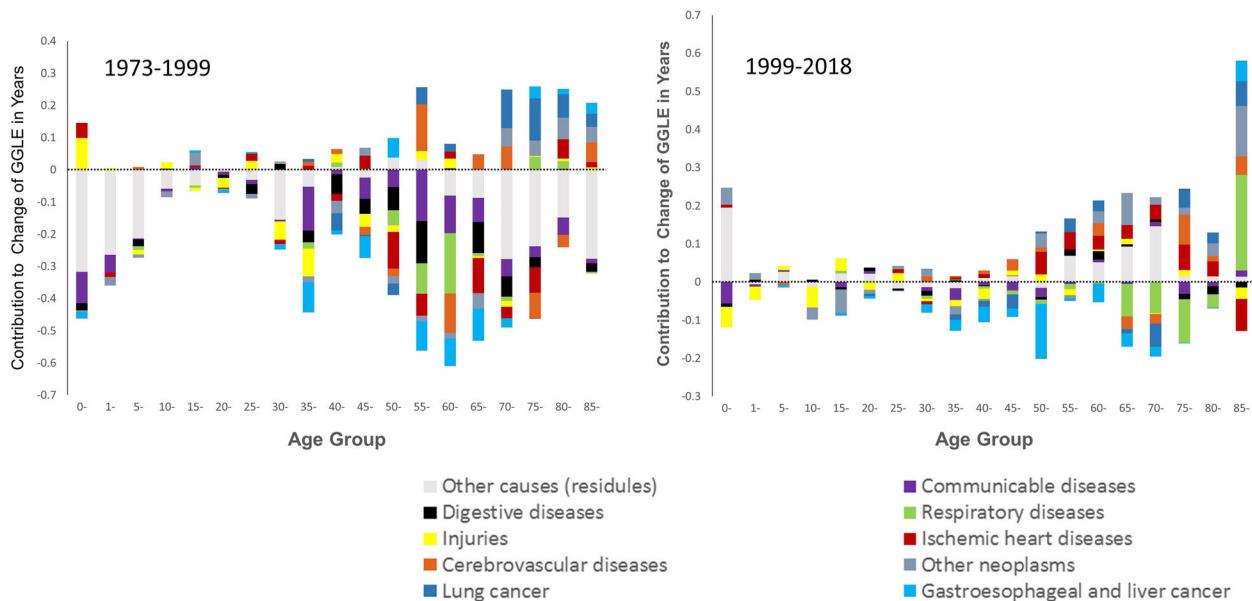 1973-1999
Contribution to Change of GGLE in Years
0.4
0.3
0.2
0.1
0
-0.1
-0.2
-0.3
-0.4
-0.5
-0.6
-0.7
0- 1- 5- 10- 15- 20- 25- 30- 35- 40- 45- 50- 55- 60- 65- 70- 75- 80- 85-
Age Group
1999-2018
Contribution to Change of GGLE in Years
0.7
0.6
0.5
0.4
0.3
0.2
0.1
0
-0.1
-0.2
-0.3
0- 1- 5- 10- 15- 20- 25- 30- 35- 40- 45- 50- 55- 60- 65- 70- 75- 80- 85-
Age Group
Other causes (residules)
Digestive diseases
Injuries
Cerebrovascular diseases
Lung cancer
Communicable diseases
Respiratory diseases
Ischemic heart diseases
Other neoplasms
Gastroesophageal and liver cancer